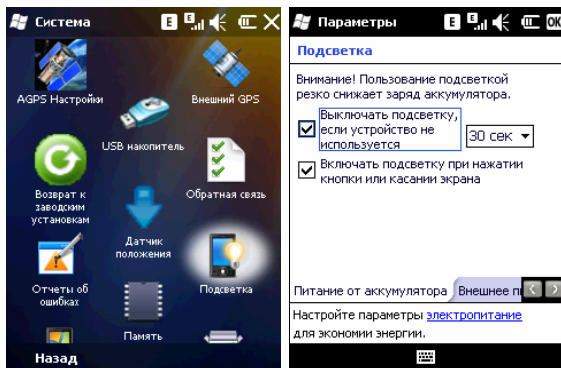 Система
E E
AGPS Настройки
Внешний GPS
USB накопитель
Возврат к
заводским
установкам
Обратная связь
Датчик
положения
Отчеты об
ошибках
Подсветка
Память
Назад
Параметры
E E
OK
Подсветка
Внимание! Пользование подсветкой
резко снижает заряд аккумулятора.
Выключать подсветку,
если устройство не
используется
30 сек
Включать подсветку при нажатии
кнопки или касании экрана
Питание от аккумулятора Внешнее
Настройте параметры электропитание
для экономии энергии.